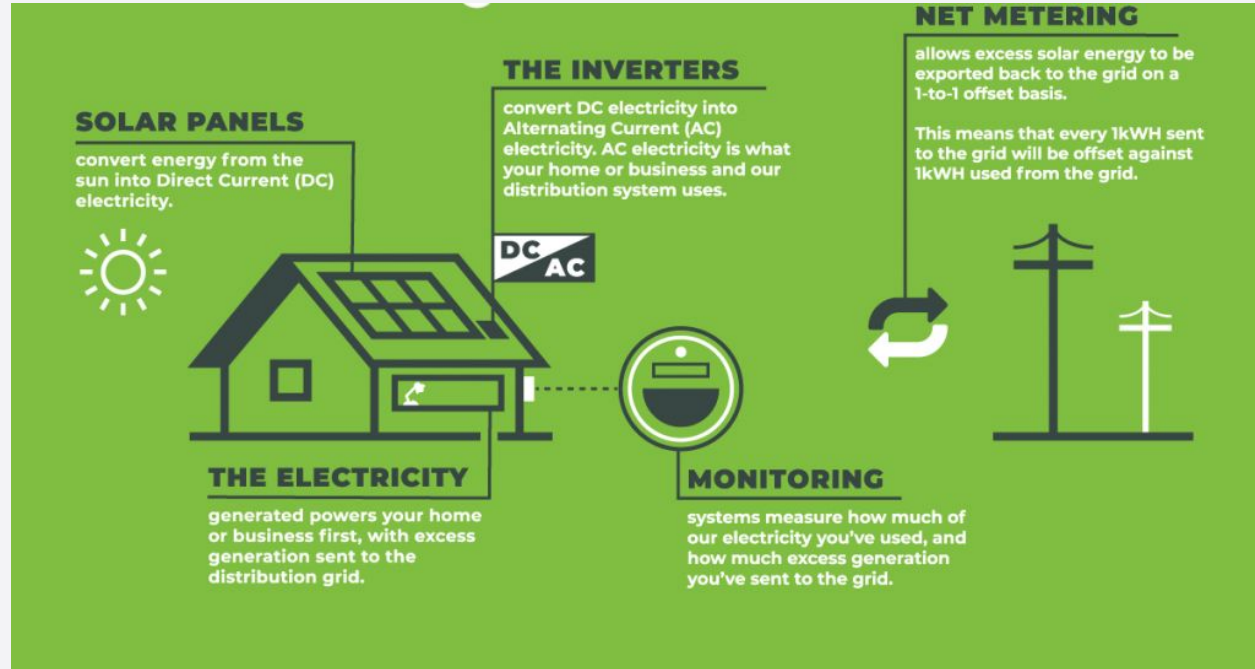 SOLAR PANELS
convert energy from the
sun into Direct Current (DC)
electricity.
THE INVERTERS
convert DC electricity into
Alternating Current (AC)
electricity. AC electricity is what
your home or business and our
distribution system uses.
DC
AC
NET METERING
allows excess solar energy to be
exported back to the grid on a
1-to-1 offset basis.
This means that every 1kWH sent
to the grid will be offset against
1kWH used from the grid.
THE ELECTRICITY
generated powers your home
or business first, with excess
generation sent to the
distribution grid.
MONITORING
systems measure how much of
our electricity you’ve used, and
how much excess generation
you’ve sent to the grid.